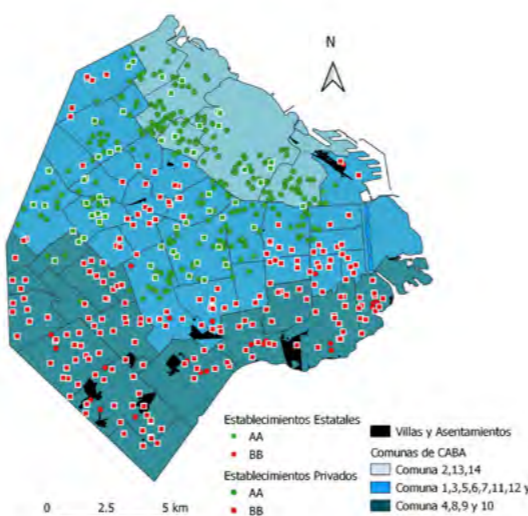 N
Establecimientos Estatales
AA
BB
Establecimientos Privados
AA
BB
Villas y Asentamientos
Comunas de CABA
Comuna 2,13,14
Comuna 1,3,5,6,7,11,12 y
Comuna 4,8,9 y 10
0 2.5 5 km